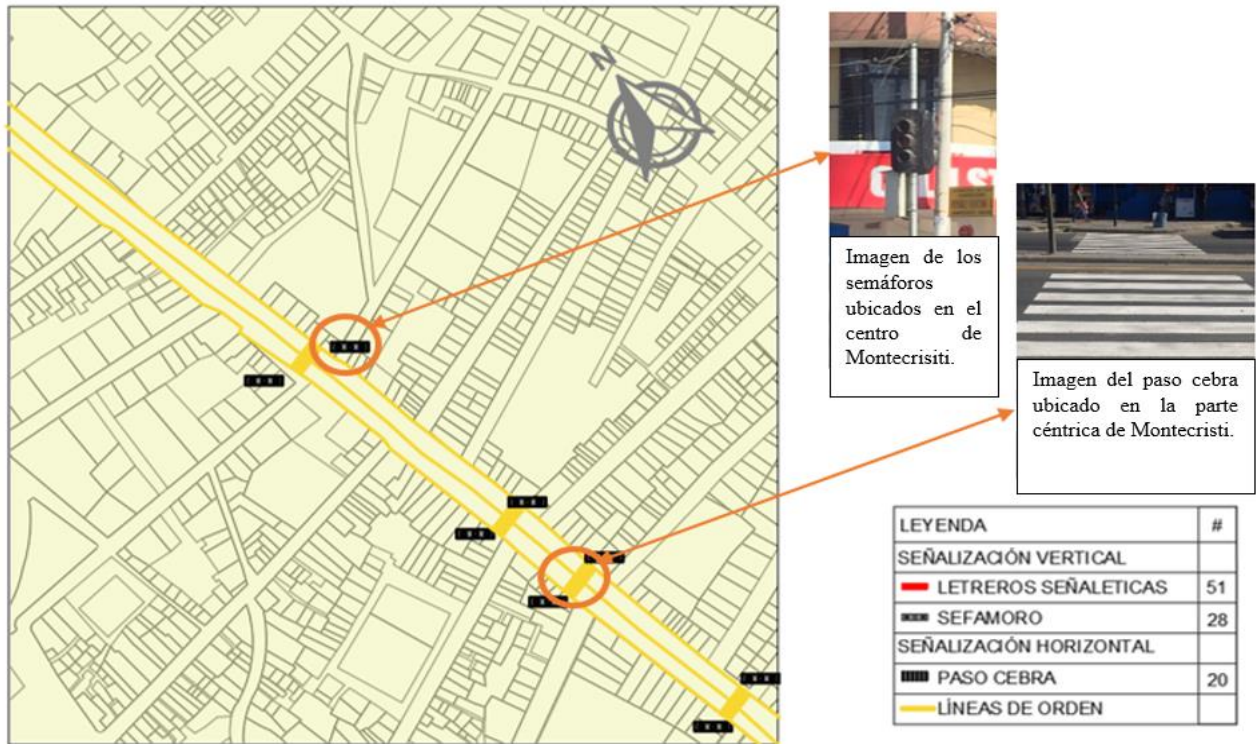 N
Imagen de los
semáforos
ubicados en el
centro de
Montecrisiti.
Imagen del paso cebra
ubicado en la parte
céntrica de Montecristi.
LEYENDA #
SEÑALIZACIÓN VERTICAL
LETREROS SEÑALETICAS 51
SEFAMORO 28
SEÑALIZACIÓN HORIZONTAL
PASO CEBRA 20
LÍNEAS DE ORDEN